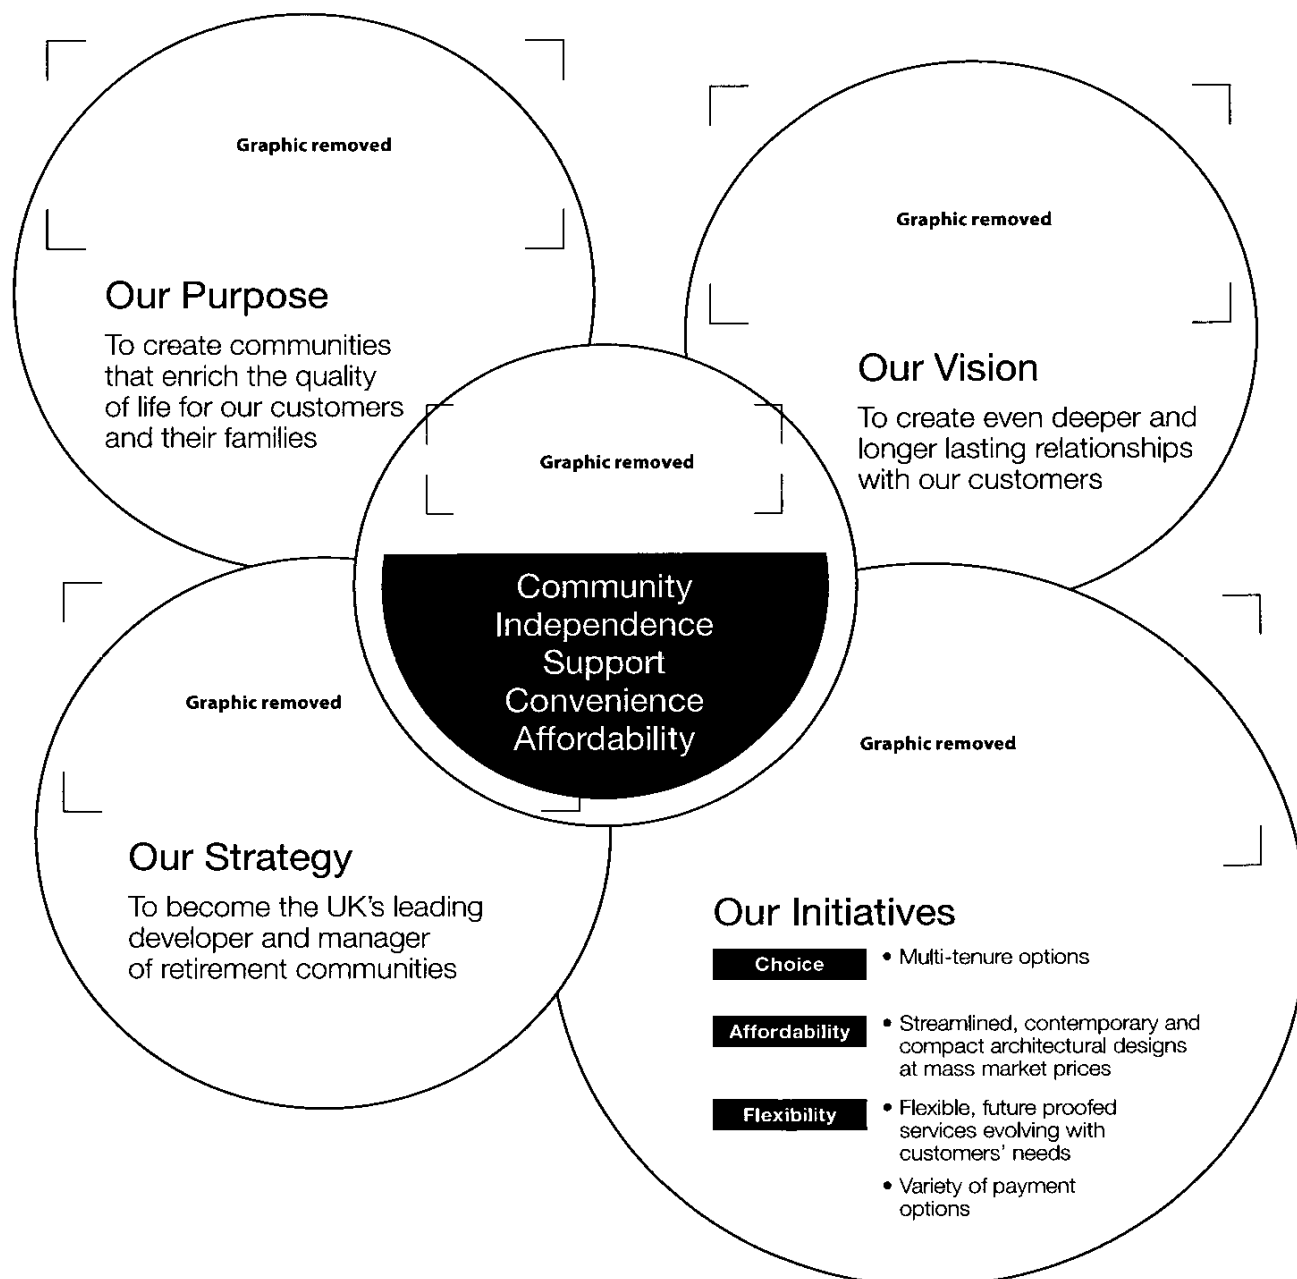 Graphic removed
Our Purpose
To create communities
that enrich the quality
of life for our customers
and their families
Graphic removed
Our Vision
To create even deeper and
longer lasting relationships
with our customers
Graphic removed
Community
Independence
Support
Convenience
Affordability
Graphic removed
Our Strategy
To become the UK's leading
developer and manager
of retirement communities
Graphic removed
Our Initiatives
Choice
• Multi-tenure options
Affordability
• Streamlined, contemporary and
compact architectural designs
at mass market prices
Flexibility
• Flexible, future proofed
services evolving with
customers' needs
• Variety of payment
options